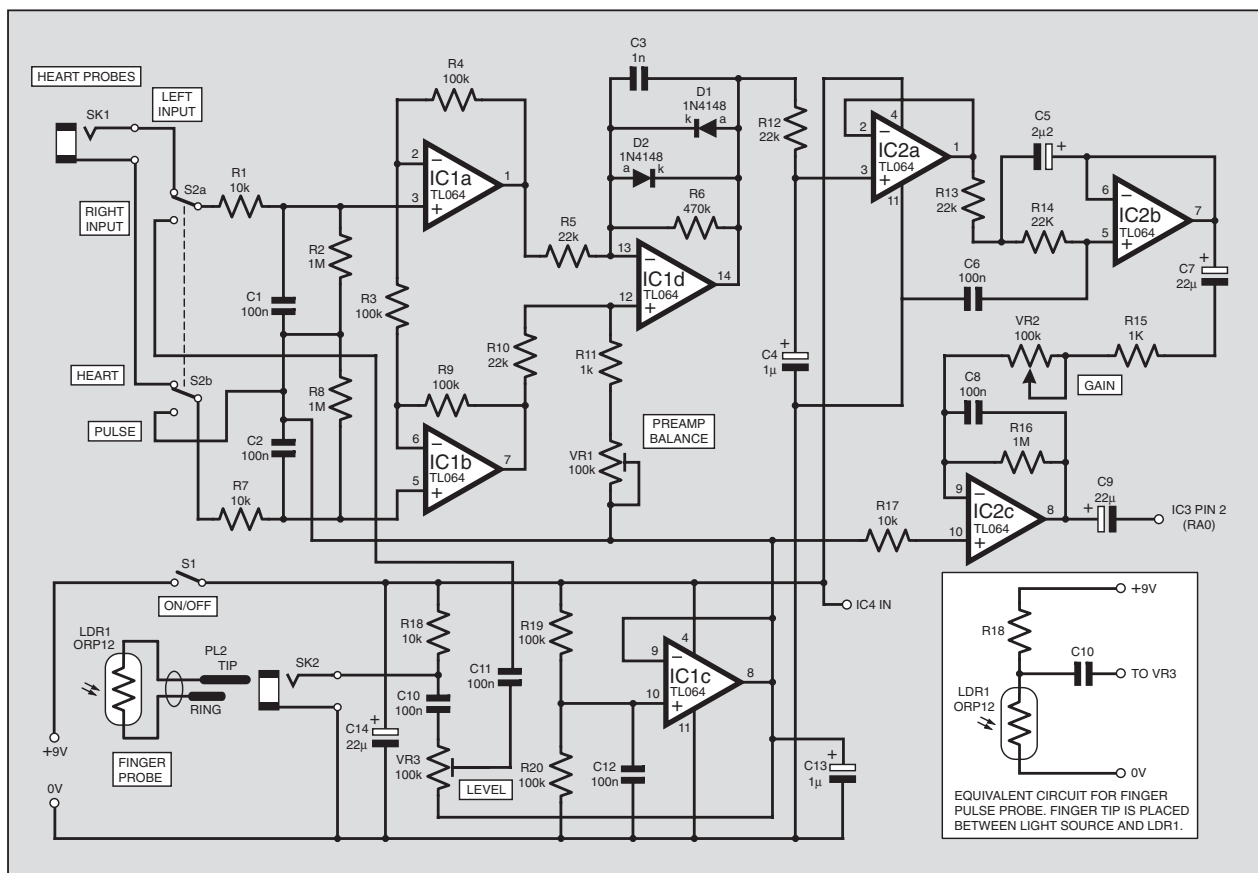 HEART PROBES
SK1
LEFT
INPUT
S2a
R1
10k
RIGHT
INPUT
HEART
S2b
PULSE
R7
10k
C1
100n
C2
100n
R2
1M
R8
1M
R4
100k
R3
100k
R9
100k
2
3
−
+
IC1a
TL064
1
6
5
−
+
IC1b
TL064
7
R5
22k
R10
22k
C3
1n
D1
1N4148
k
a
D2
1N4148
a
k
R6
470k
13
12
−
+
IC1d
TL064
14
R11
1k
VR1
100k
PREAMP
BALANCE
R12
22k
C4
1µ
+
2
3
4
11
−
+
IC2a
TL064
1
R13
22k
C5
2µ2
+
R14
22K
C6
100n
6
5
−
+
IC2b
TL064
7
+
C7
22µ
R15
1K
VR2
100k
GAIN
C8
100n
R16
1M
R17
10k
9
10
−
+
IC2c
TL064
8
C9
22µ
+
IC3 PIN 2
(RA0)
S1
ON/OFF
LDR1
ORP12
PL2
TIP
RING
FINGER
PROBE
+9V
0V
SK2
C14
22µ
+
R18
10k
C10
100n
VR3
100k
LEVEL
C11
100n
R19
100k
R20
100k
C12
100n
9
10
4
11
−
+
IC1c
TL064
8
C13
1µ
+
IC4 IN
+9V
R18
C10
TO VR3
LDR1
ORP12
0V
EQUIVALENT CIRCUIT FOR FINGER
PULSE PROBE. FINGER TIP IS PLACED
BETWEEN LIGHT SOURCE AND LDR1.